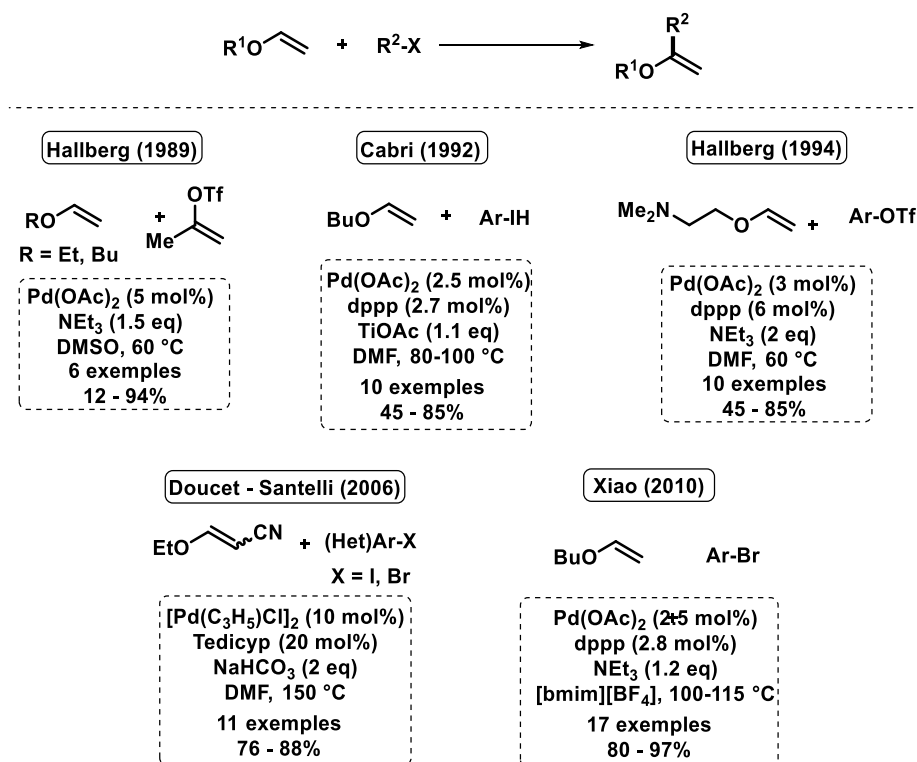 R¹O + R²-X R² R¹O
Hallberg (1989) Cabri (1992) Hallberg (1994)
RO + OTf Me
R = Et, Bu
BuO + Ar-IH
Me₂N O + Ar-OTf
Pd(OAc)₂ (5 mol%)
NEt₃ (1.5 eq)
DMSO, 60 °C
6 exemples
12 - 94%
Pd(OAc)₂ (2.5 mol%)
dppp (2.7 mol%)
TiOAc (1.1 eq)
DMF, 80-100 °C
10 exemples
45 - 85%
Pd(OAc)₂ (3 mol%)
dppp (6 mol%)
NEt₃ (2 eq)
DMF, 60 °C
10 exemples
45 - 85%
Doucet - Santelli (2006) Xiao (2010)
EtO CN + (Het)Ar-X
X = I, Br
BuO Ar-Br
[Pd(C₃H₅)Cl]₂ (10 mol%)
Tedicyp (20 mol%)
NaHCO₃ (2 eq)
DMF, 150 °C
11 exemples
76 - 88%
Pd(OAc)₂ (2+5 mol%)
dppp (2.8 mol%)
NEt₃ (1.2 eq)
[bmim][BF₄], 100-115 °C
17 exemples
80 - 97%